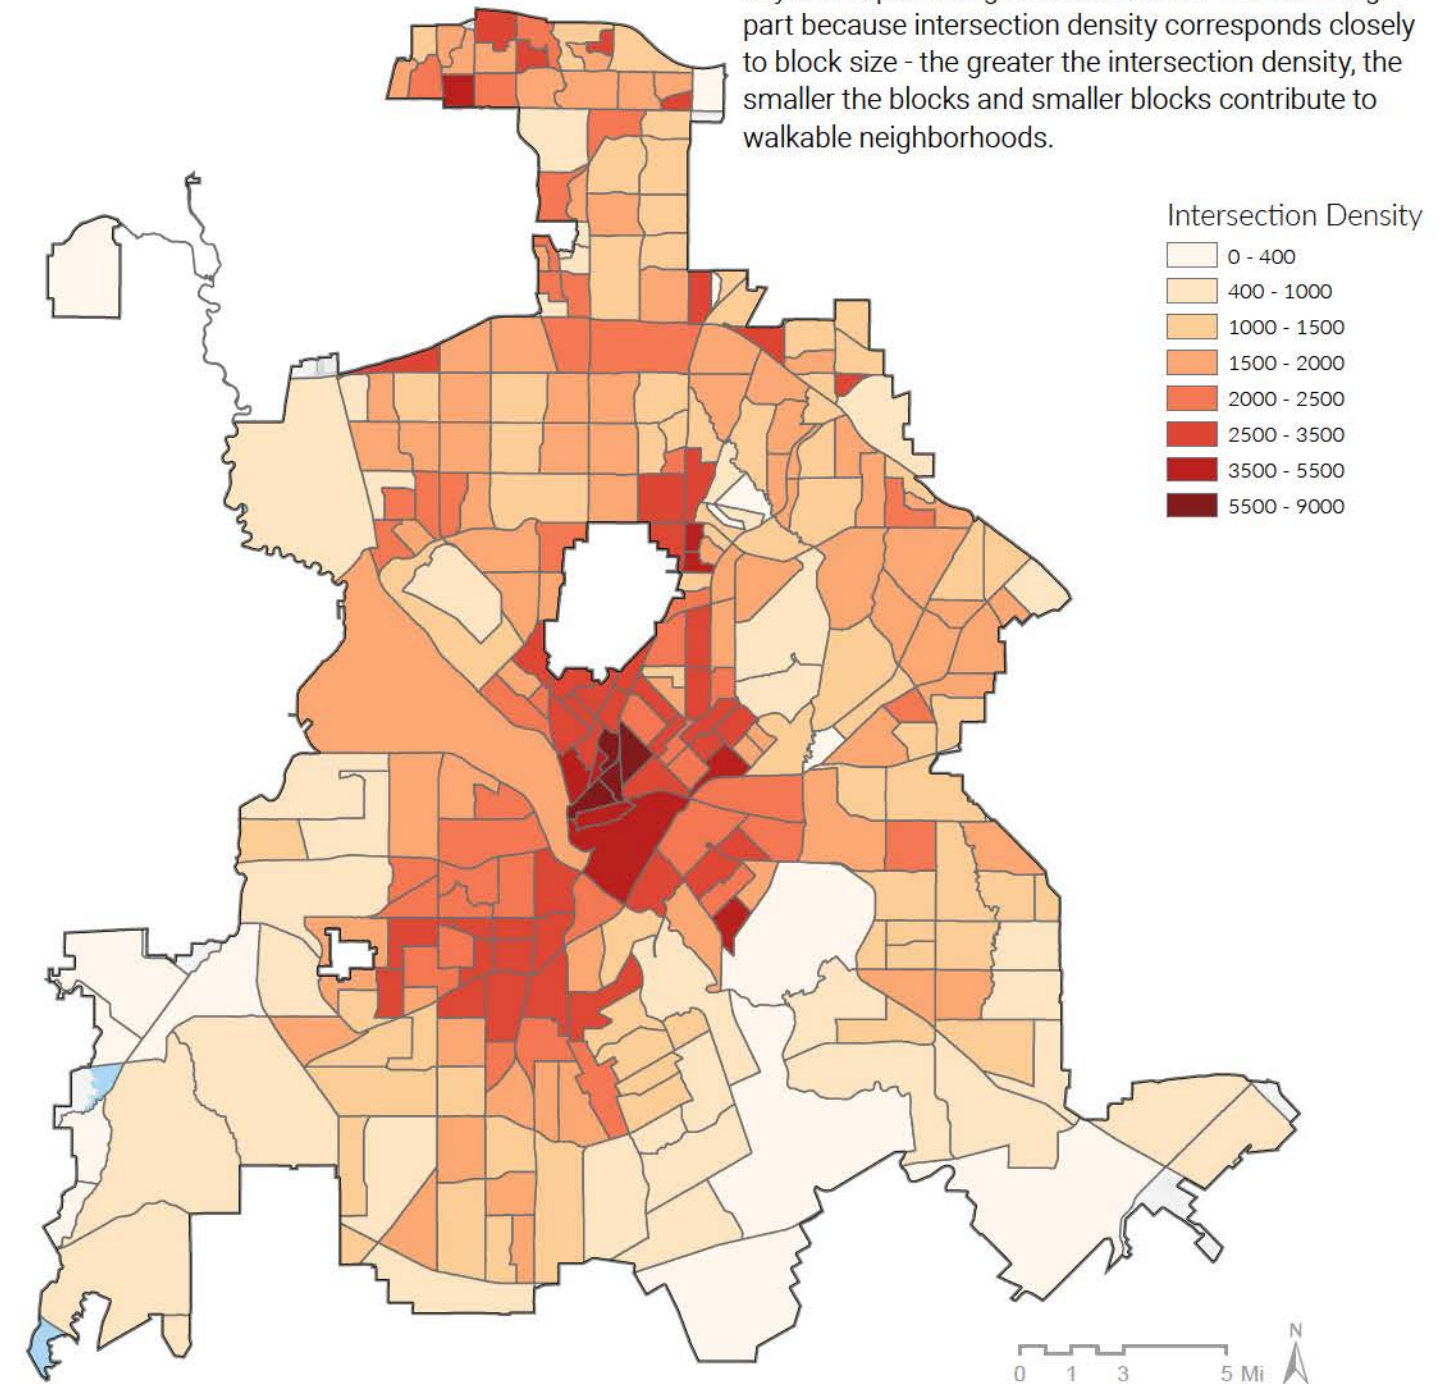 part because intersection density corresponds closely
to block size - the greater the intersection density, the
smaller the blocks and smaller blocks contribute to
walkable neighborhoods.
Intersection Density
0 - 400
400 - 1000
1000 - 1500
1500 - 2000
2000 - 2500
2500 - 3500
3500 - 5500
5500 - 9000
N
0 1 3 5 Mi